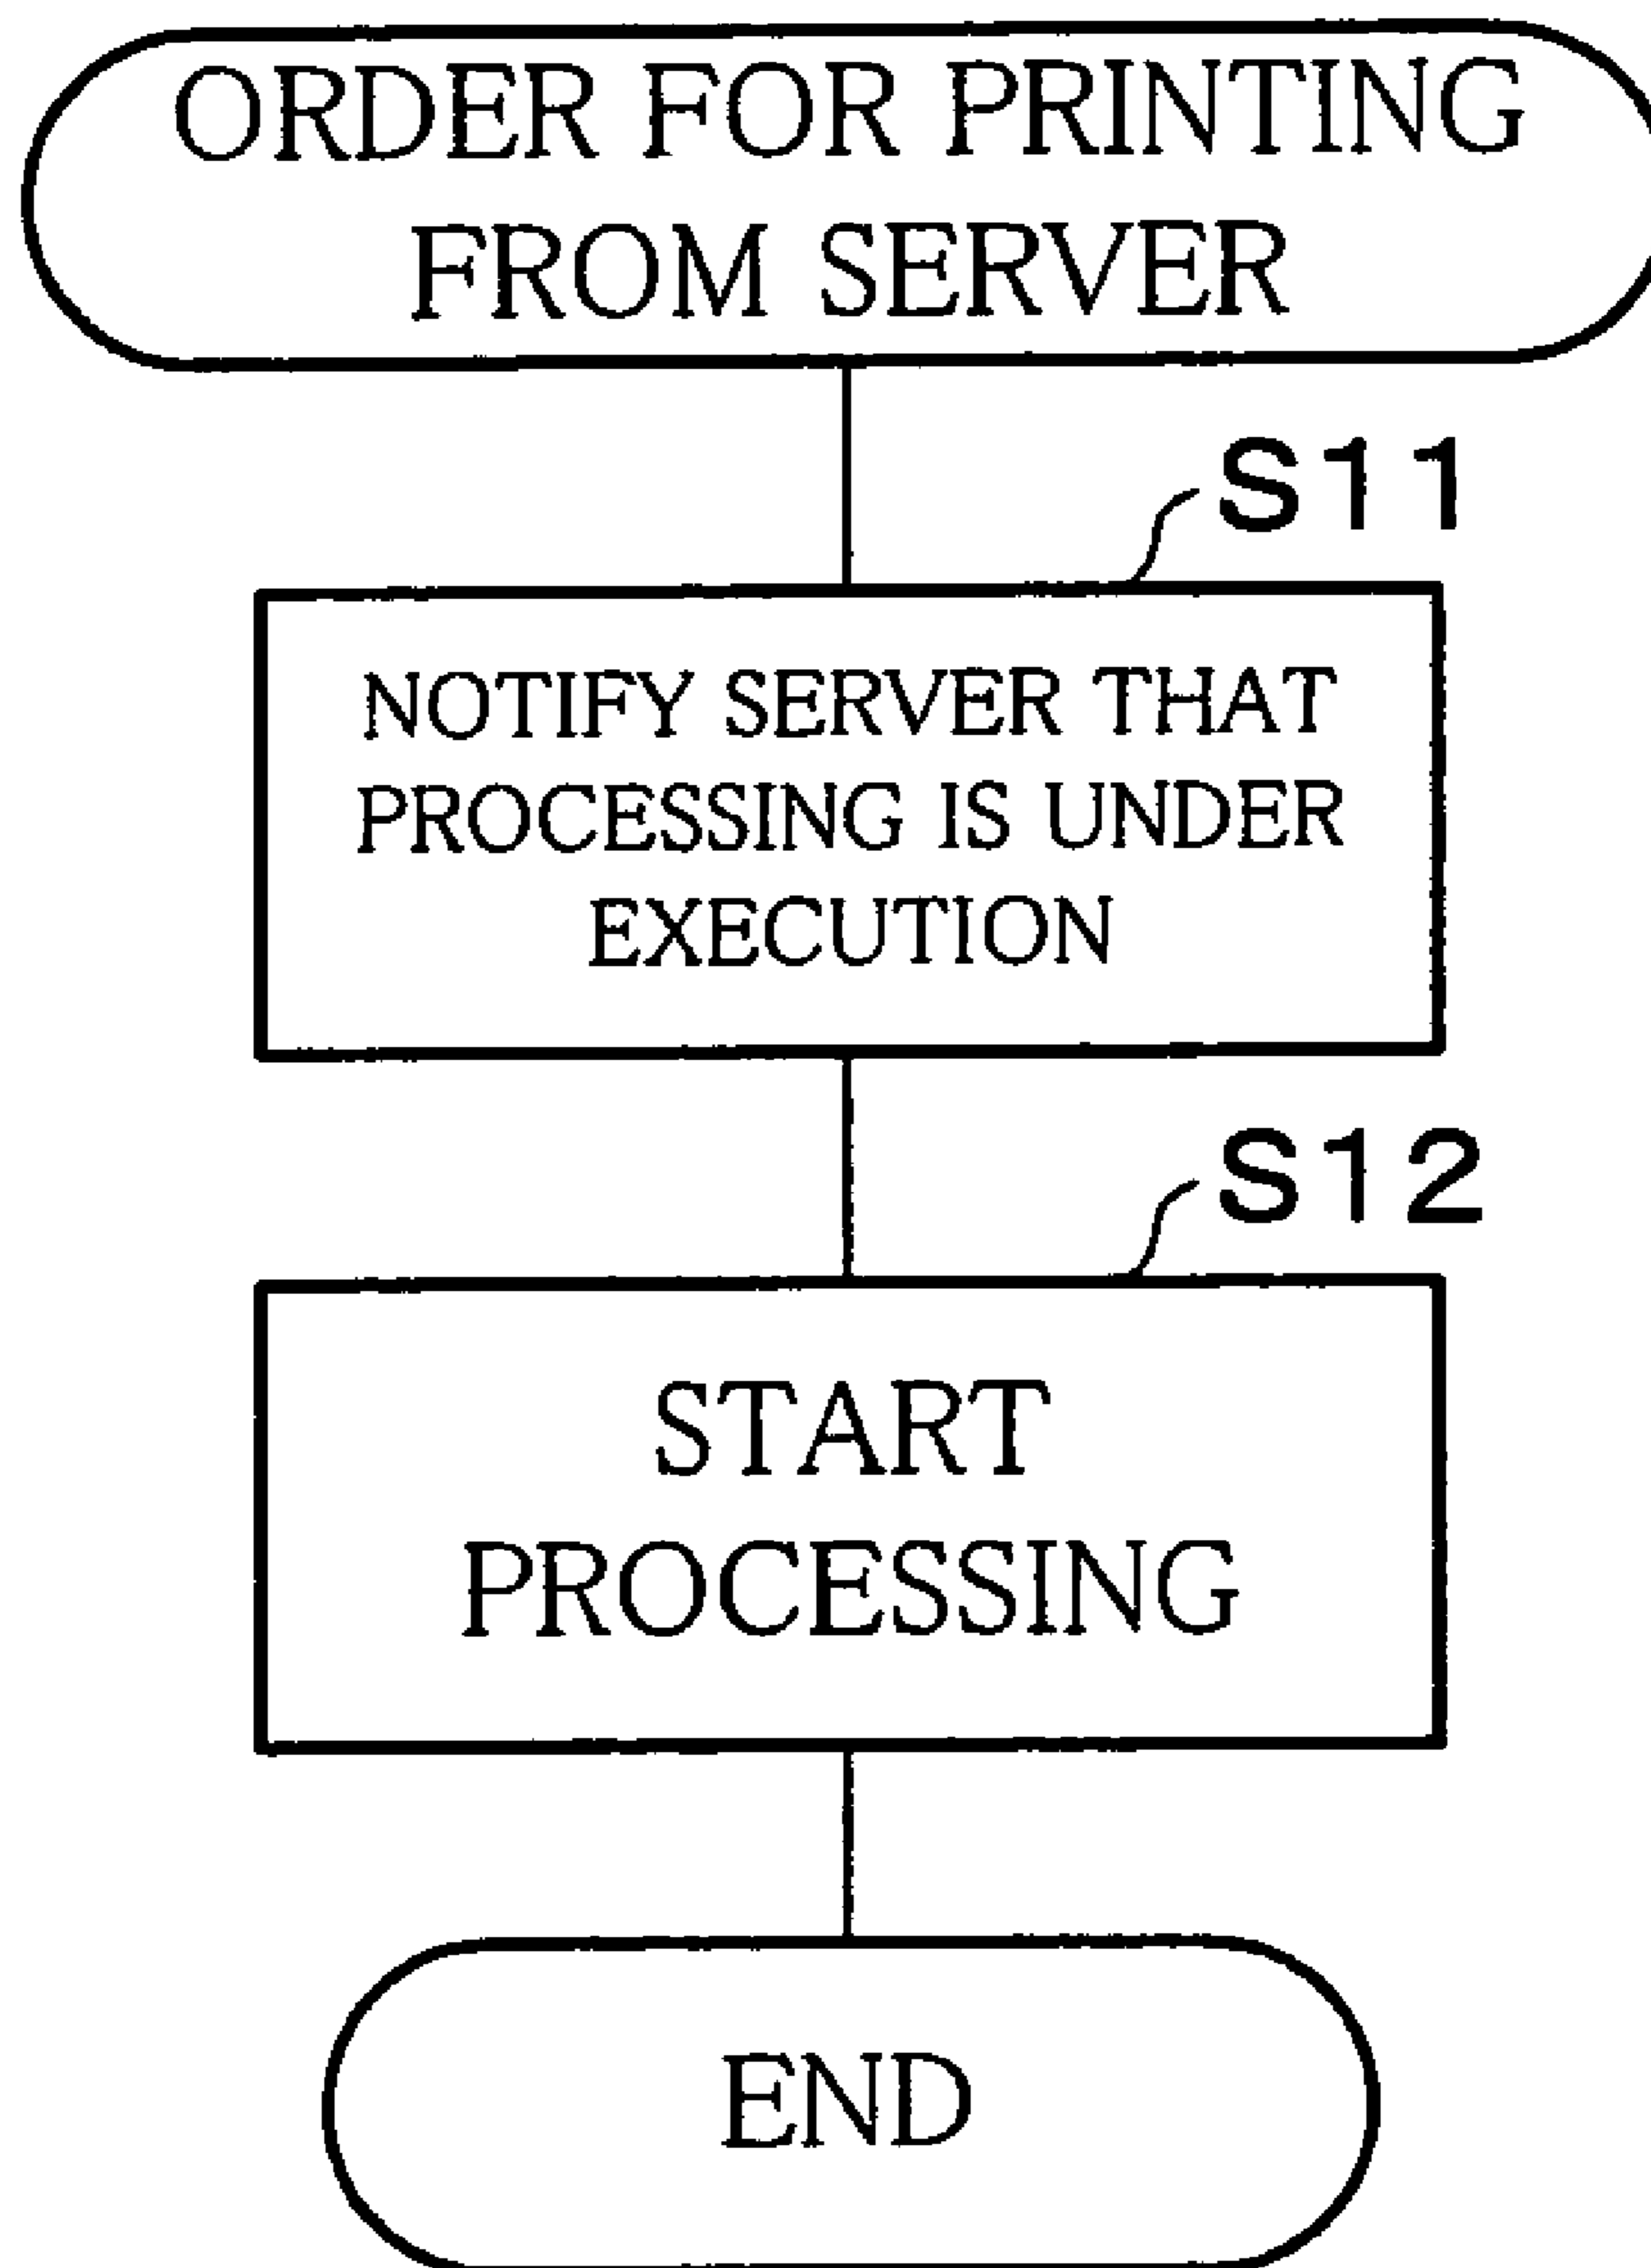 ORDER FOR PRINTING
FROM SERVER
S11
NOTIFY SERVER THAT
PROCESSING IS UNDER
EXECUTION
S12
START
PROCESSING
END